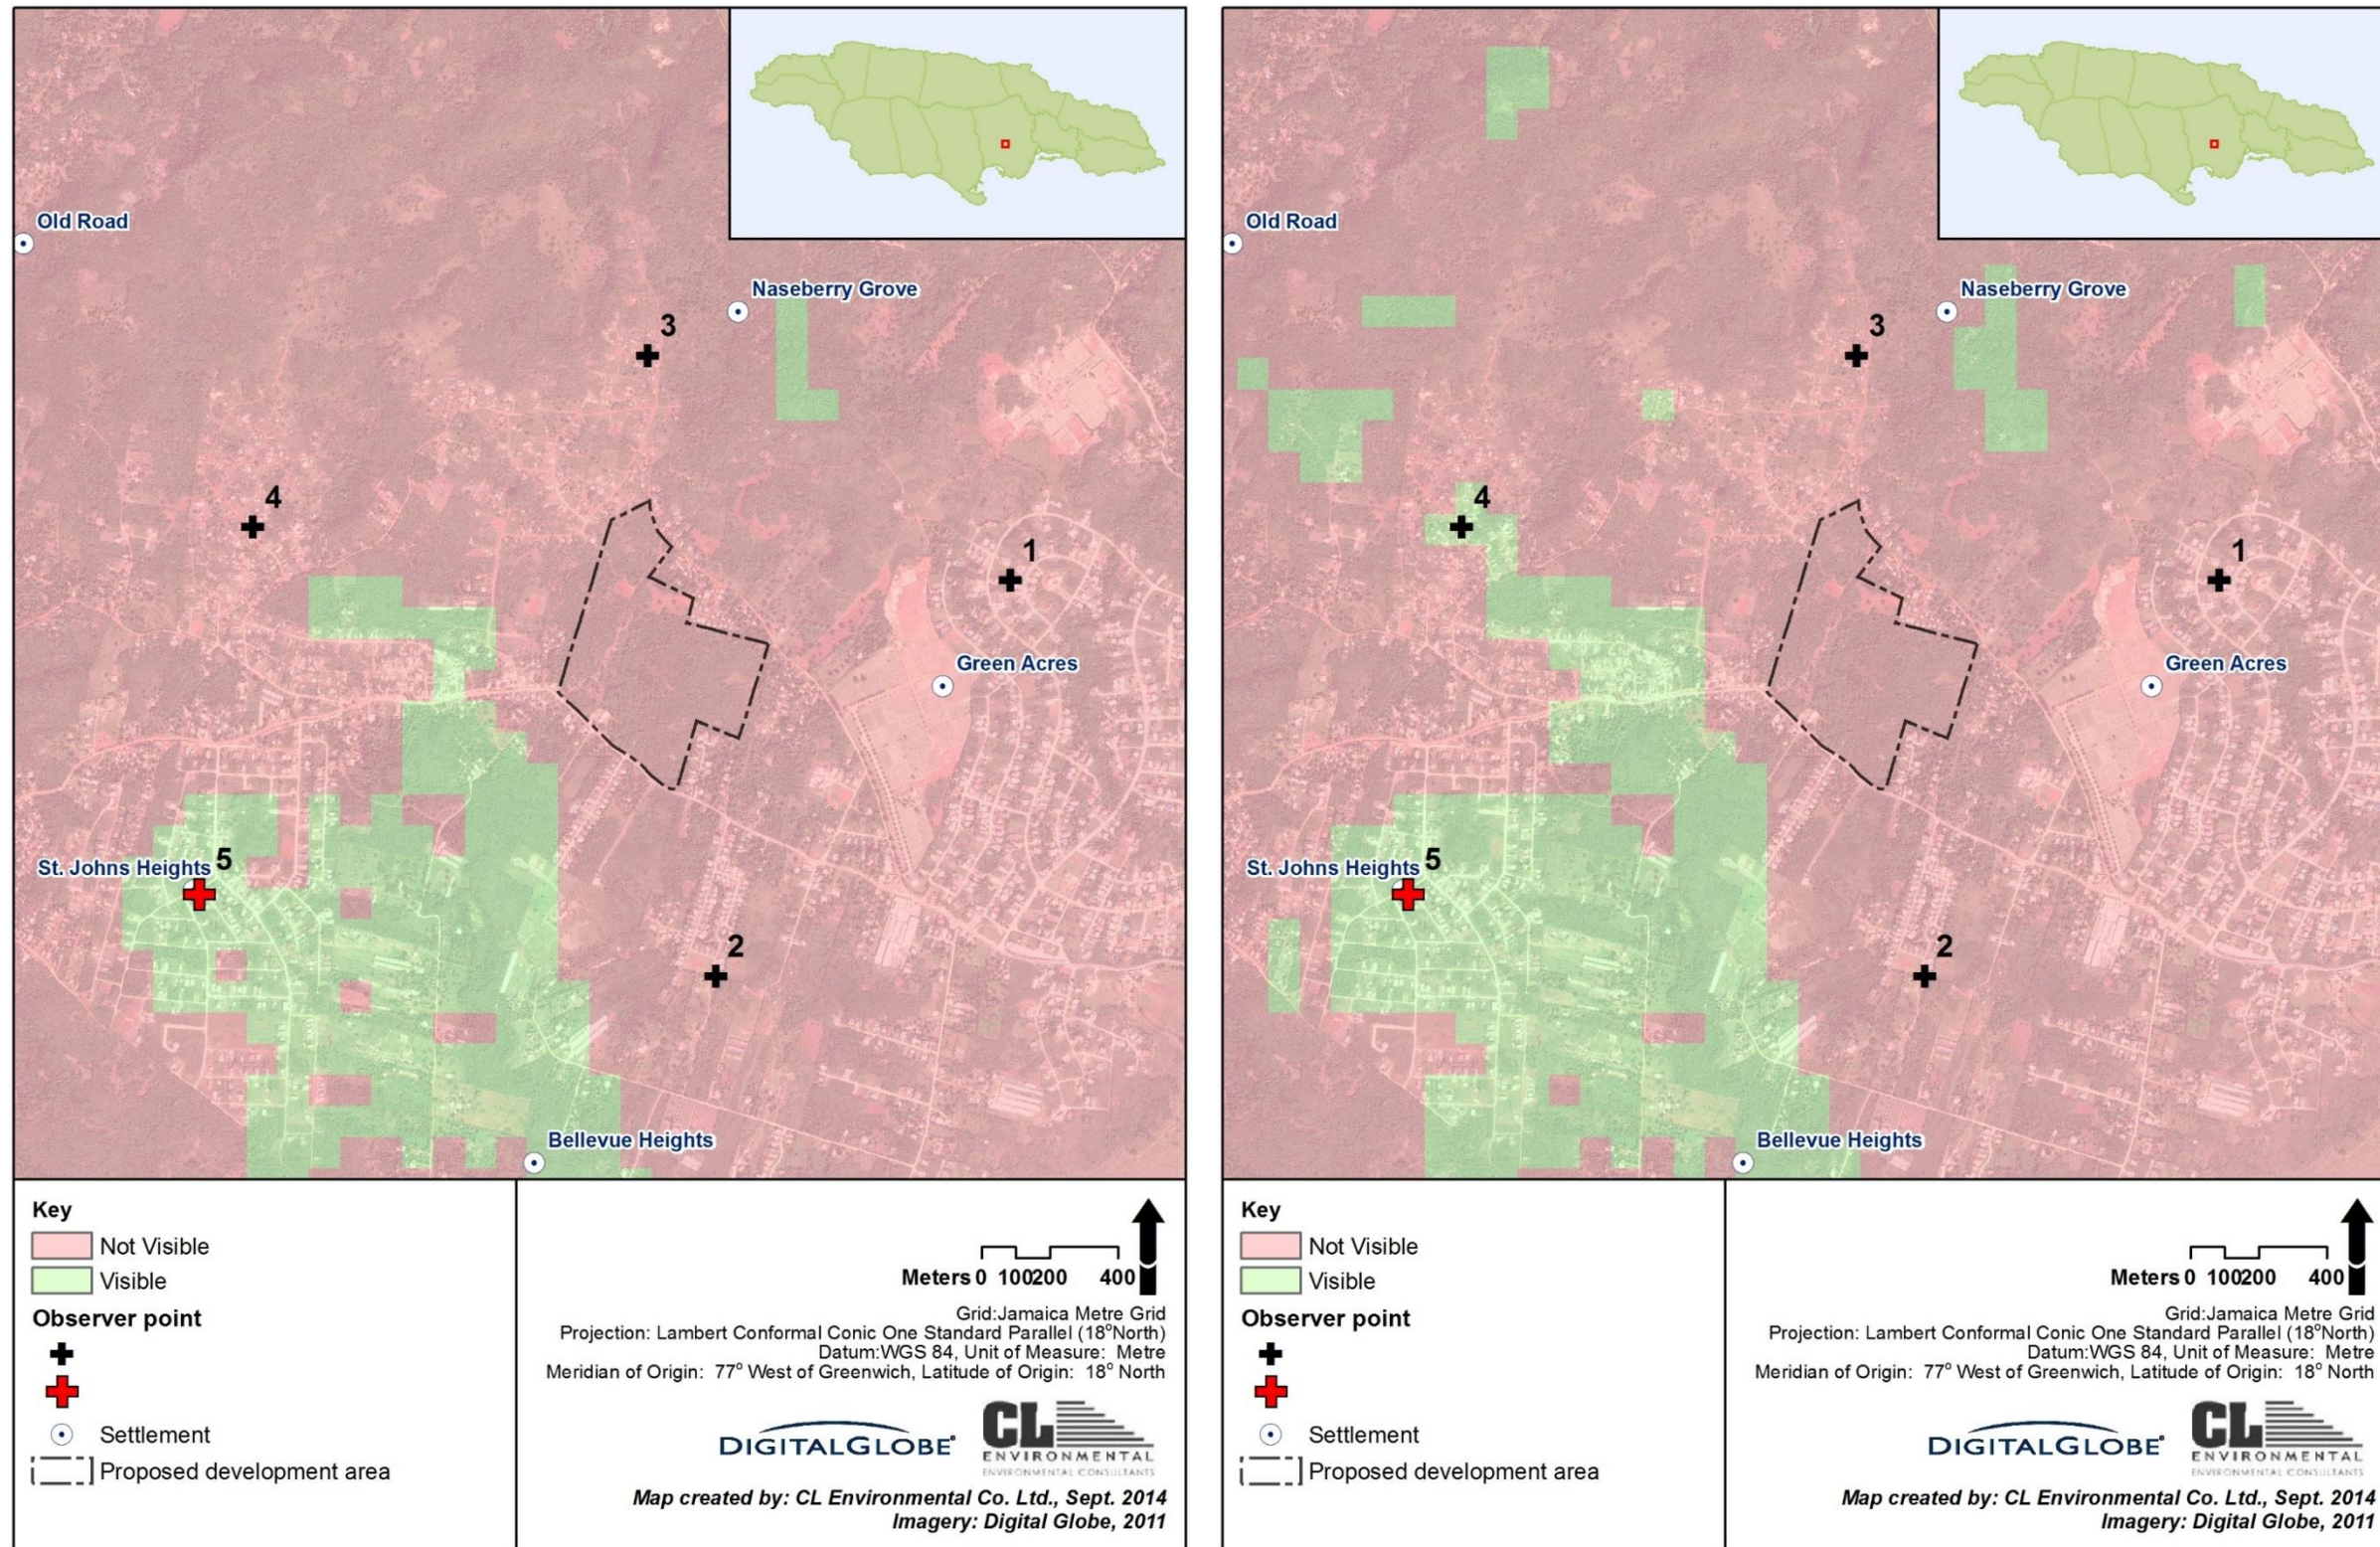 Old Road
Naseberry Grove
3
4
1
Green Acres
St. Johns Heights 5
2
Bellevue Heights
Key
Not Visible
Visible
Observer point
Settlement
Proposed development area
Meters 0 100200 400
Grid:Jamaica Metre Grid
Projection: Lambert Conformal Conic One Standard Parallel (18°North)
Datum:WGS 84, Unit of Measure: Metre
Meridian of Origin: 77° West of Greenwich, Latitude of Origin: 18° North
DIGITALGLOBE
CL
ENVIRONMENTAL
ENVIRONMENTAL CONSULTANTS
Map created by: CL Environmental Co. Ltd., Sept. 2014
Imagery: Digital Globe, 2011
Old Road
Naseberry Grove
3
4
1
Green Acres
St. Johns Heights 5
2
Bellevue Heights
Key
Not Visible
Visible
Observer point
Settlement
Proposed development area
Meters 0 100200 400
Grid:Jamaica Metre Grid
Projection: Lambert Conformal Conic One Standard Parallel (18°North)
Datum:WGS 84, Unit of Measure: Metre
Meridian of Origin: 77° West of Greenwich, Latitude of Origin: 18° North
DIGITALGLOBE
CL
ENVIRONMENTAL
ENVIRONMENTAL CONSULTANTS
Map created by: CL Environmental Co. Ltd., Sept. 2014
Imagery: Digital Globe, 2011